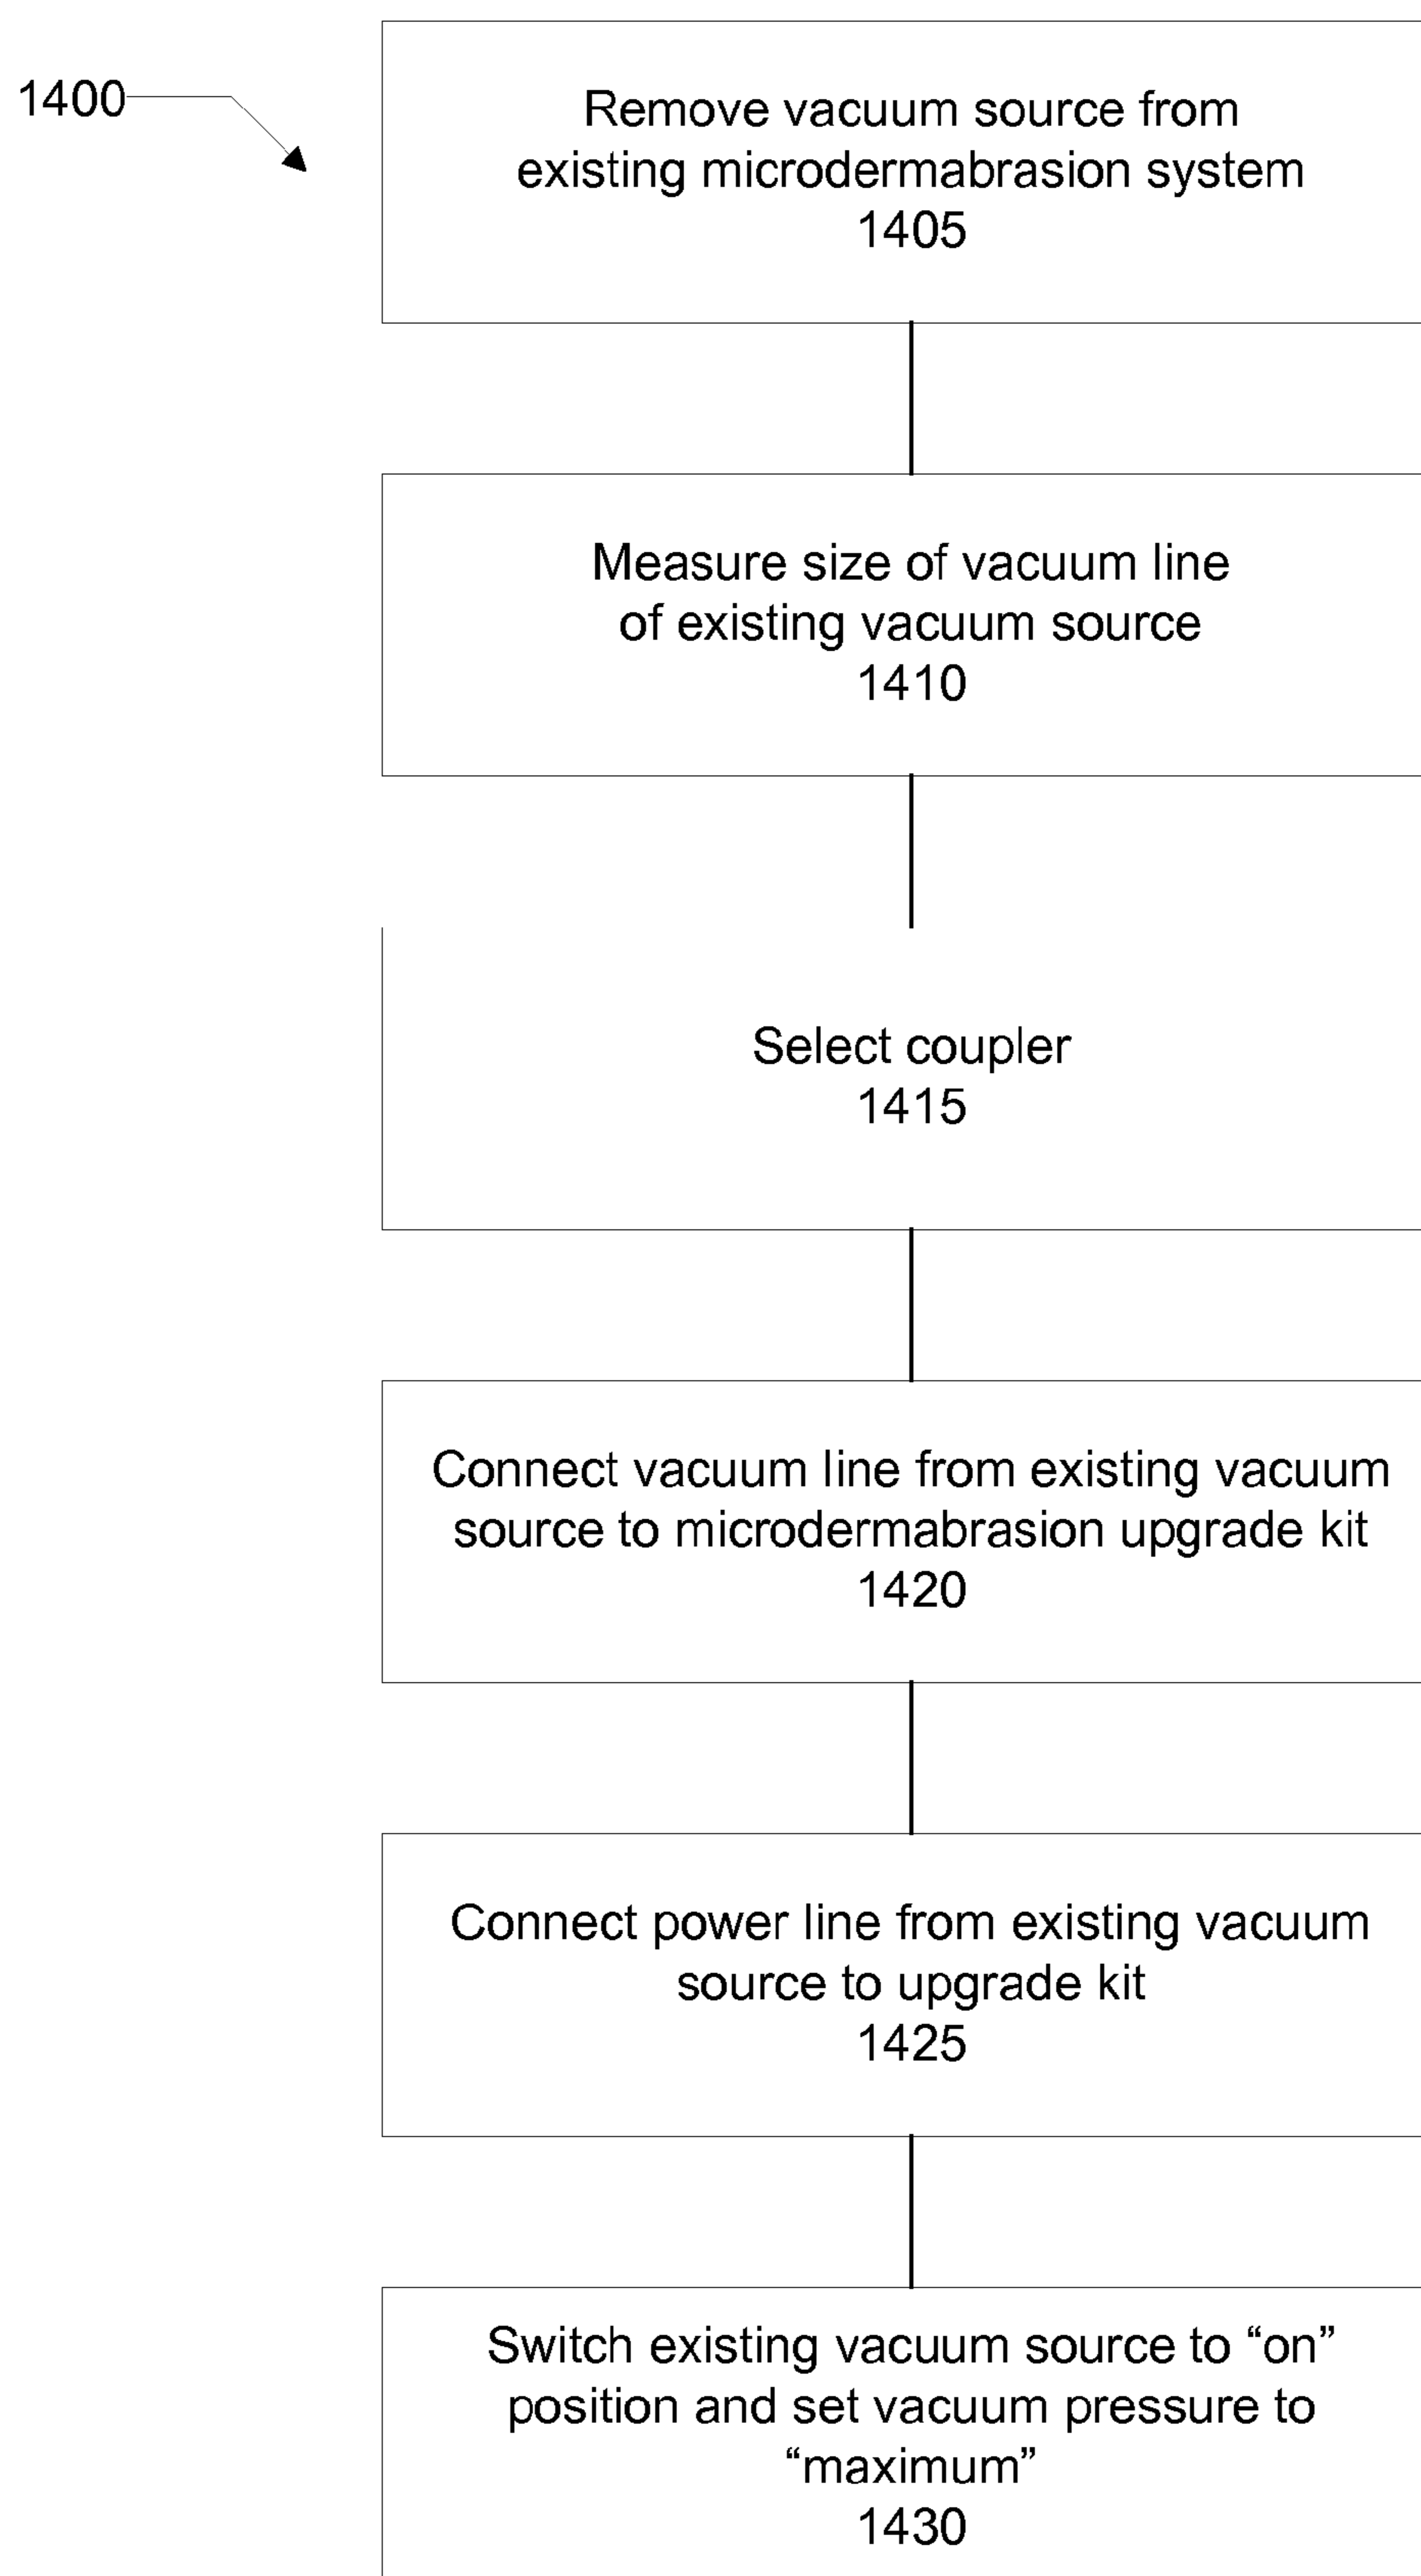 1400
Remove vacuum source from
existing microdermabrasion system
1405
Measure size of vacuum line
of existing vacuum source
1410
Select coupler
1415
Connect vacuum line from existing vacuum
source to microdermabrasion upgrade kit
1420
Connect power line from existing vacuum
source to upgrade kit
1425
Switch existing vacuum source to “on”
position and set vacuum pressure to
“maximum”
1430